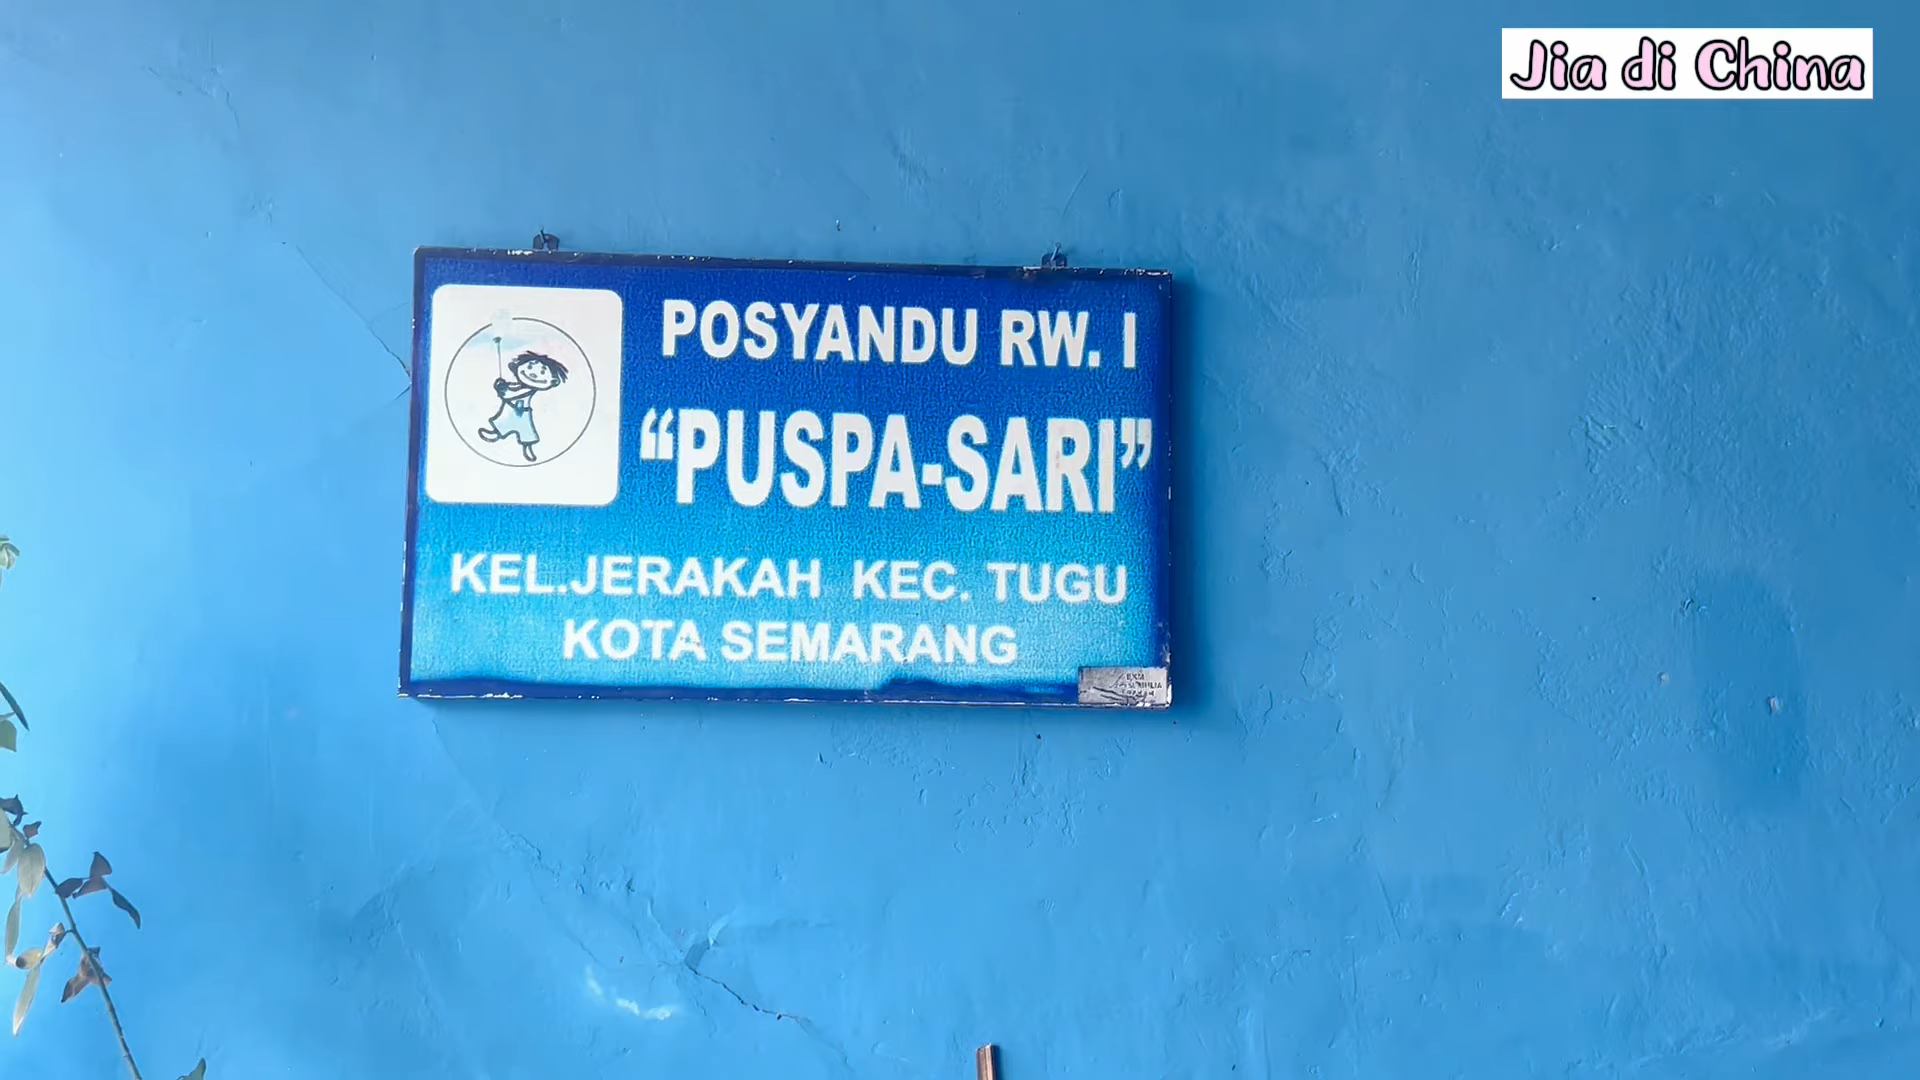 Jia di China
POSYANDU RW. I
“PUSPA-SARI”
KEL.JERAKAH KEC. TUGU
KOTA SEMARANG